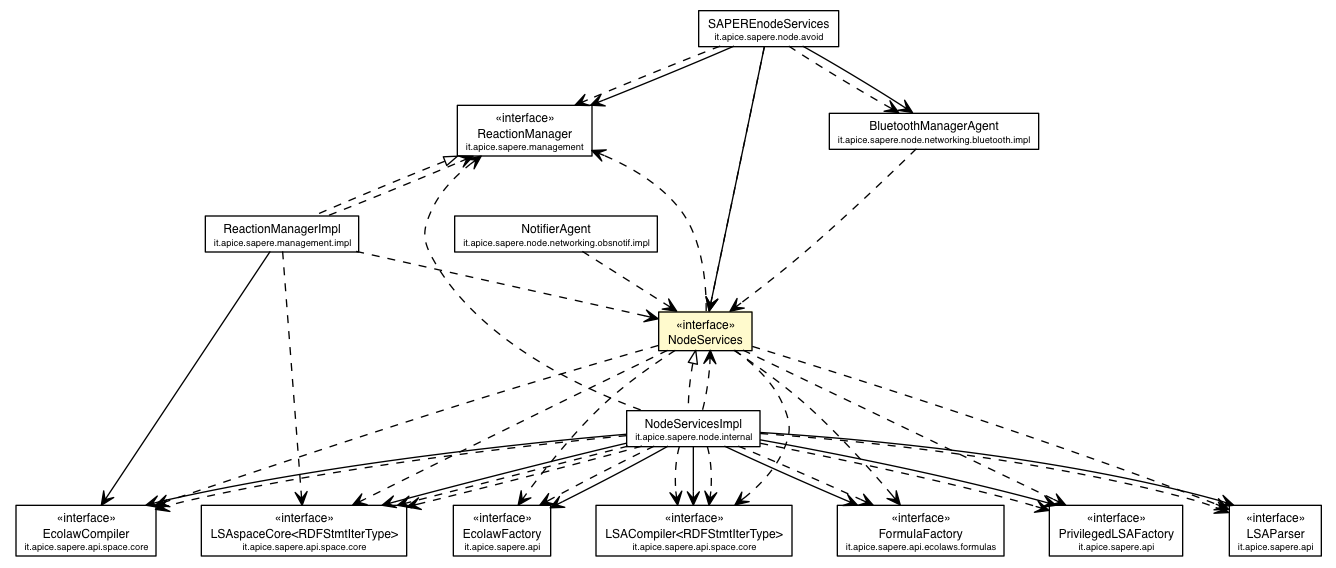 SAPEREnodeServices
it.apice.sapere.node.avoid
«interface»
ReactionManager
it.apice.sapere.management
BluetoothManagerAgent
it.apice.sapere.node.networking.bluetooth.impl
ReactionManagerImpl
it.apice.sapere.management.impl
NotifierAgent
it.apice.sapere.node.networking.obsnotif.impl
«interface»
NodeServices
NodeServicesImpl
it.apice.sapere.node.internal
«interface»
EcolawCompiler
it.apice.sapere.api.space.core
«interface»
LSAspaceCore<RDFStmtIterType>
it.apice.sapere.api.space.core
«interface»
EcolawFactory
it.apice.sapere.api
«interface»
LSACompiler<RDFStmtIterType>
it.apice.sapere.api.space.core
«interface»
FormulaFactory
it.apice.sapere.api.ecolaws.formulas
«interface»
PrivilegedLSAFactory
it.apice.sapere.api
«interface»
LSAParser
it.apice.sapere.api